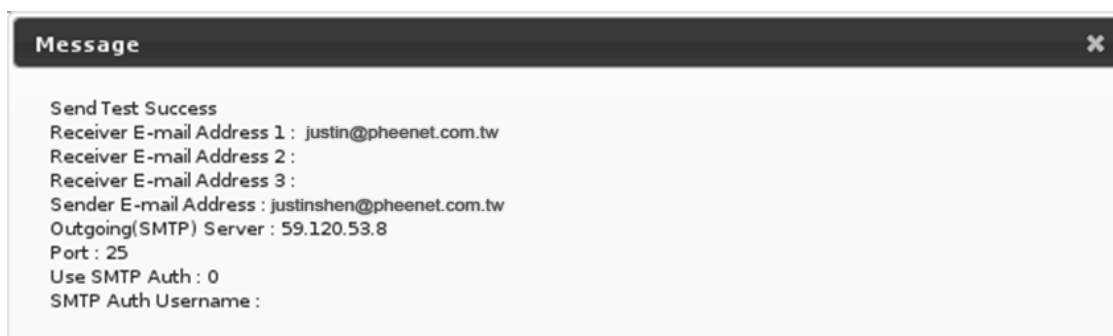 Message
Send Test Success
Receiver E-mail Address 1 : justin@pheenet.com.tw
Receiver E-mail Address 2 :
Receiver E-mail Address 3 :
Sender E-mail Address : justinshen@pheenet.com.tw
Outgoing(SMTP) Server : 59.120.53.8
Port : 25
Use SMTP Auth : 0
SMTP Auth Username :